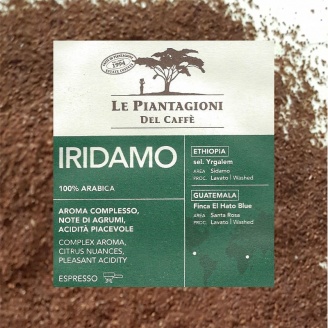 1994
LE PIANTAGIONI
DEL CAFFÈ
IRIDAMO
100% ARABICA
AROMA COMPLESSO,
NOTE DI AGRUMI,
ACIDITÀ PIACEVOLE
COMPLEX AROMA,
CITRUS NUANCES,
PLEASANT ACIDITY
ESPRESSO
ETHIOPIA
sel. Yrgalem
AREA Sidamo
PROC. Lavato | Washed
GUATEMALA
Finca El Hato Blue
AREA Santa Rosa
PROC. Lavato | Washed